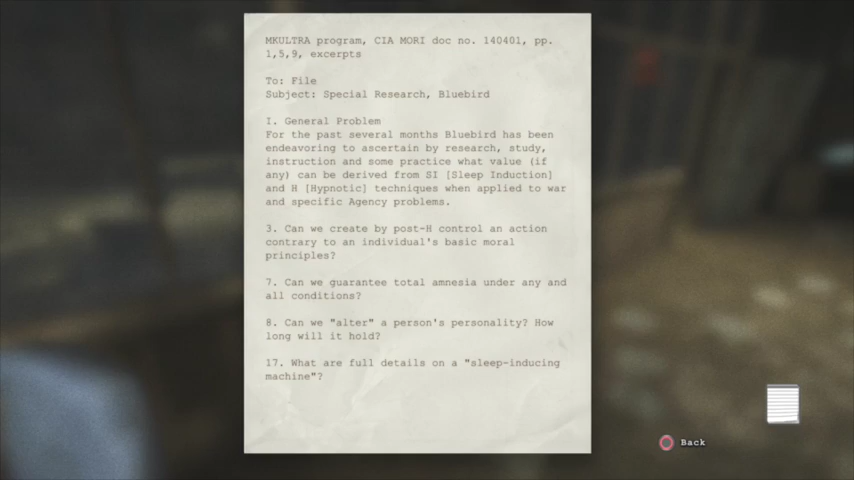 MKULTRA program, CIA MORI doc no. 140401, pp.
1,5,9, excerpts
To: File
Subject: Special Research, Bluebird
I. General Problem
For the past several months Bluebird has been
endeavoring to ascertain by research, study,
instruction and some practice what value (if
any) can be derived from SI [Sleep Induction]
and H [Hypnotic] techniques when applied to war
and specific Agency problems.
3. Can we create by post-H control an action
contrary to an individual's basic moral
principles?
7. Can we guarantee total amnesia under any and
all conditions?
8. Can we "alter" a person's personality? How
long will it hold?
17. What are full details on a "sleep-inducing
machine"?
Back